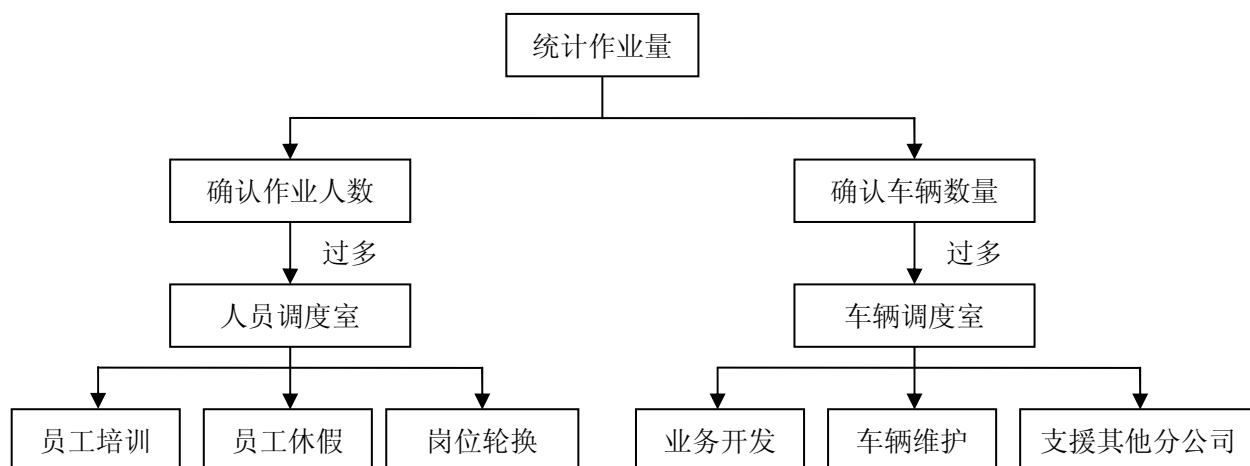 统计作业量
确认作业人数
确认车辆数量
过多
过多
人员调度室
车辆调度室
员工培训
员工休假
岗位轮换
业务开发
车辆维护
支援其他分公司